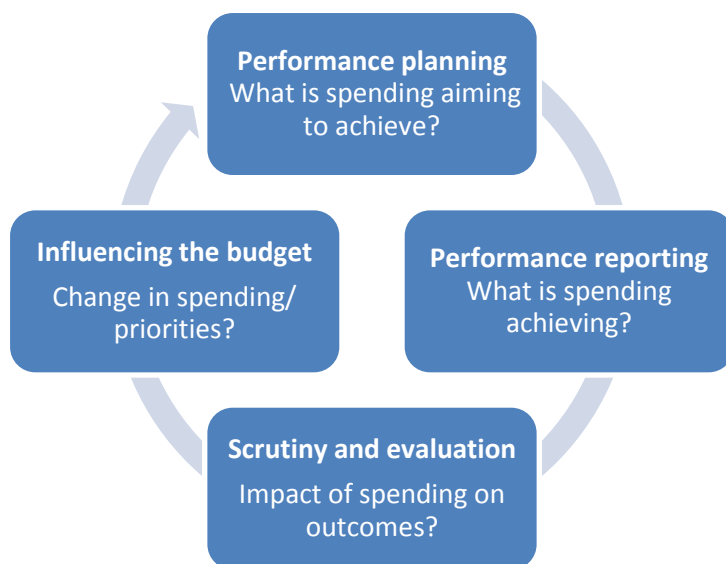 Performance planning
What is spending aiming
to achieve?
Influencing the budget
Change in spending/
priorities?
Performance reporting
What is spending
achieving?
Scrutiny and evaluation
Impact of spending on
outcomes?